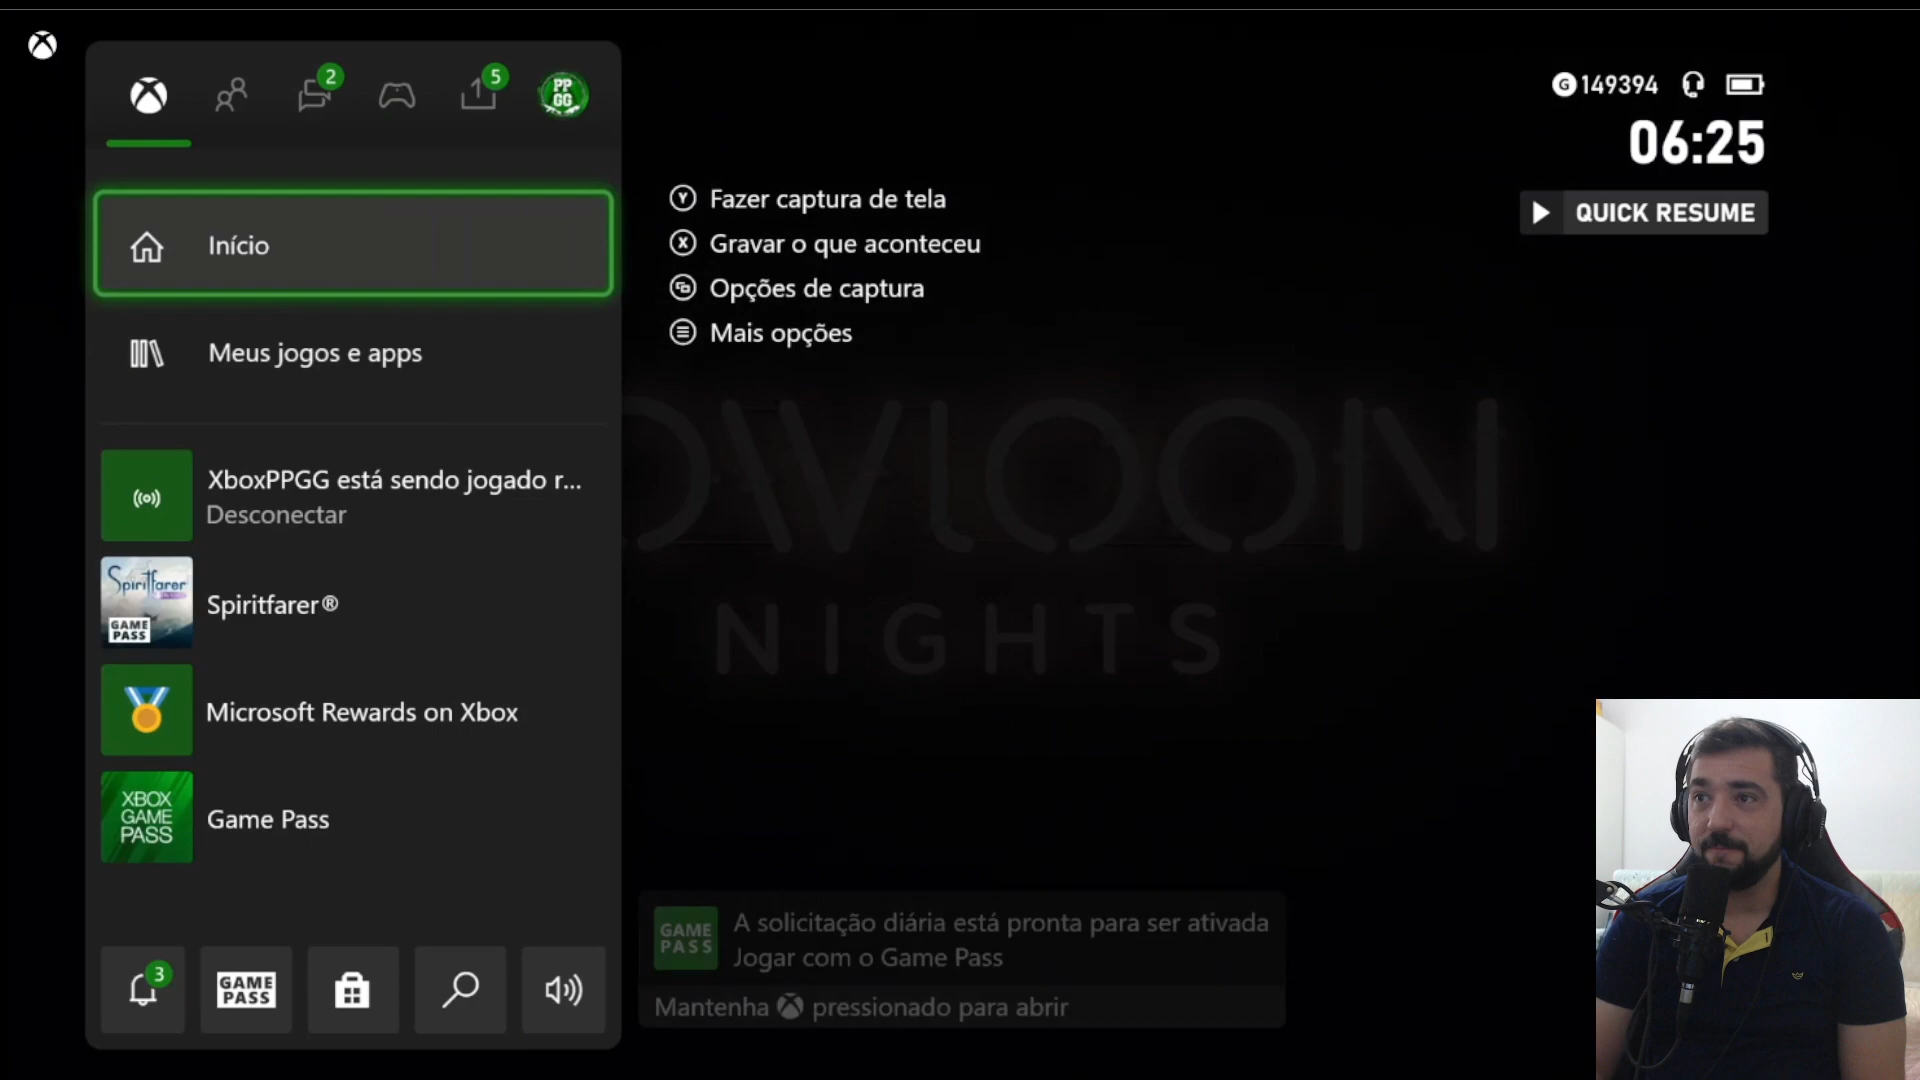 2
5
PP
GG
G 149394
06:25
QUICK RESUME
Início
Meus jogos e apps
Y Fazer captura de tela
X Gravar o que aconteceu
Opções de captura
Mais opções
XboxPPGG está sendo jogado r...
Desconectar
Spiritfarer
GAME
PASS
Spiritfarer®
Microsoft Rewards on Xbox
XBOX
GAME
PASS
Game Pass
OWLOON
NIGHTS
GAME
PASS
A solicitação diária está pronta para ser ativada
Jogar com o Game Pass
Mantenha pressionado para abrir
3
GAME
PASS